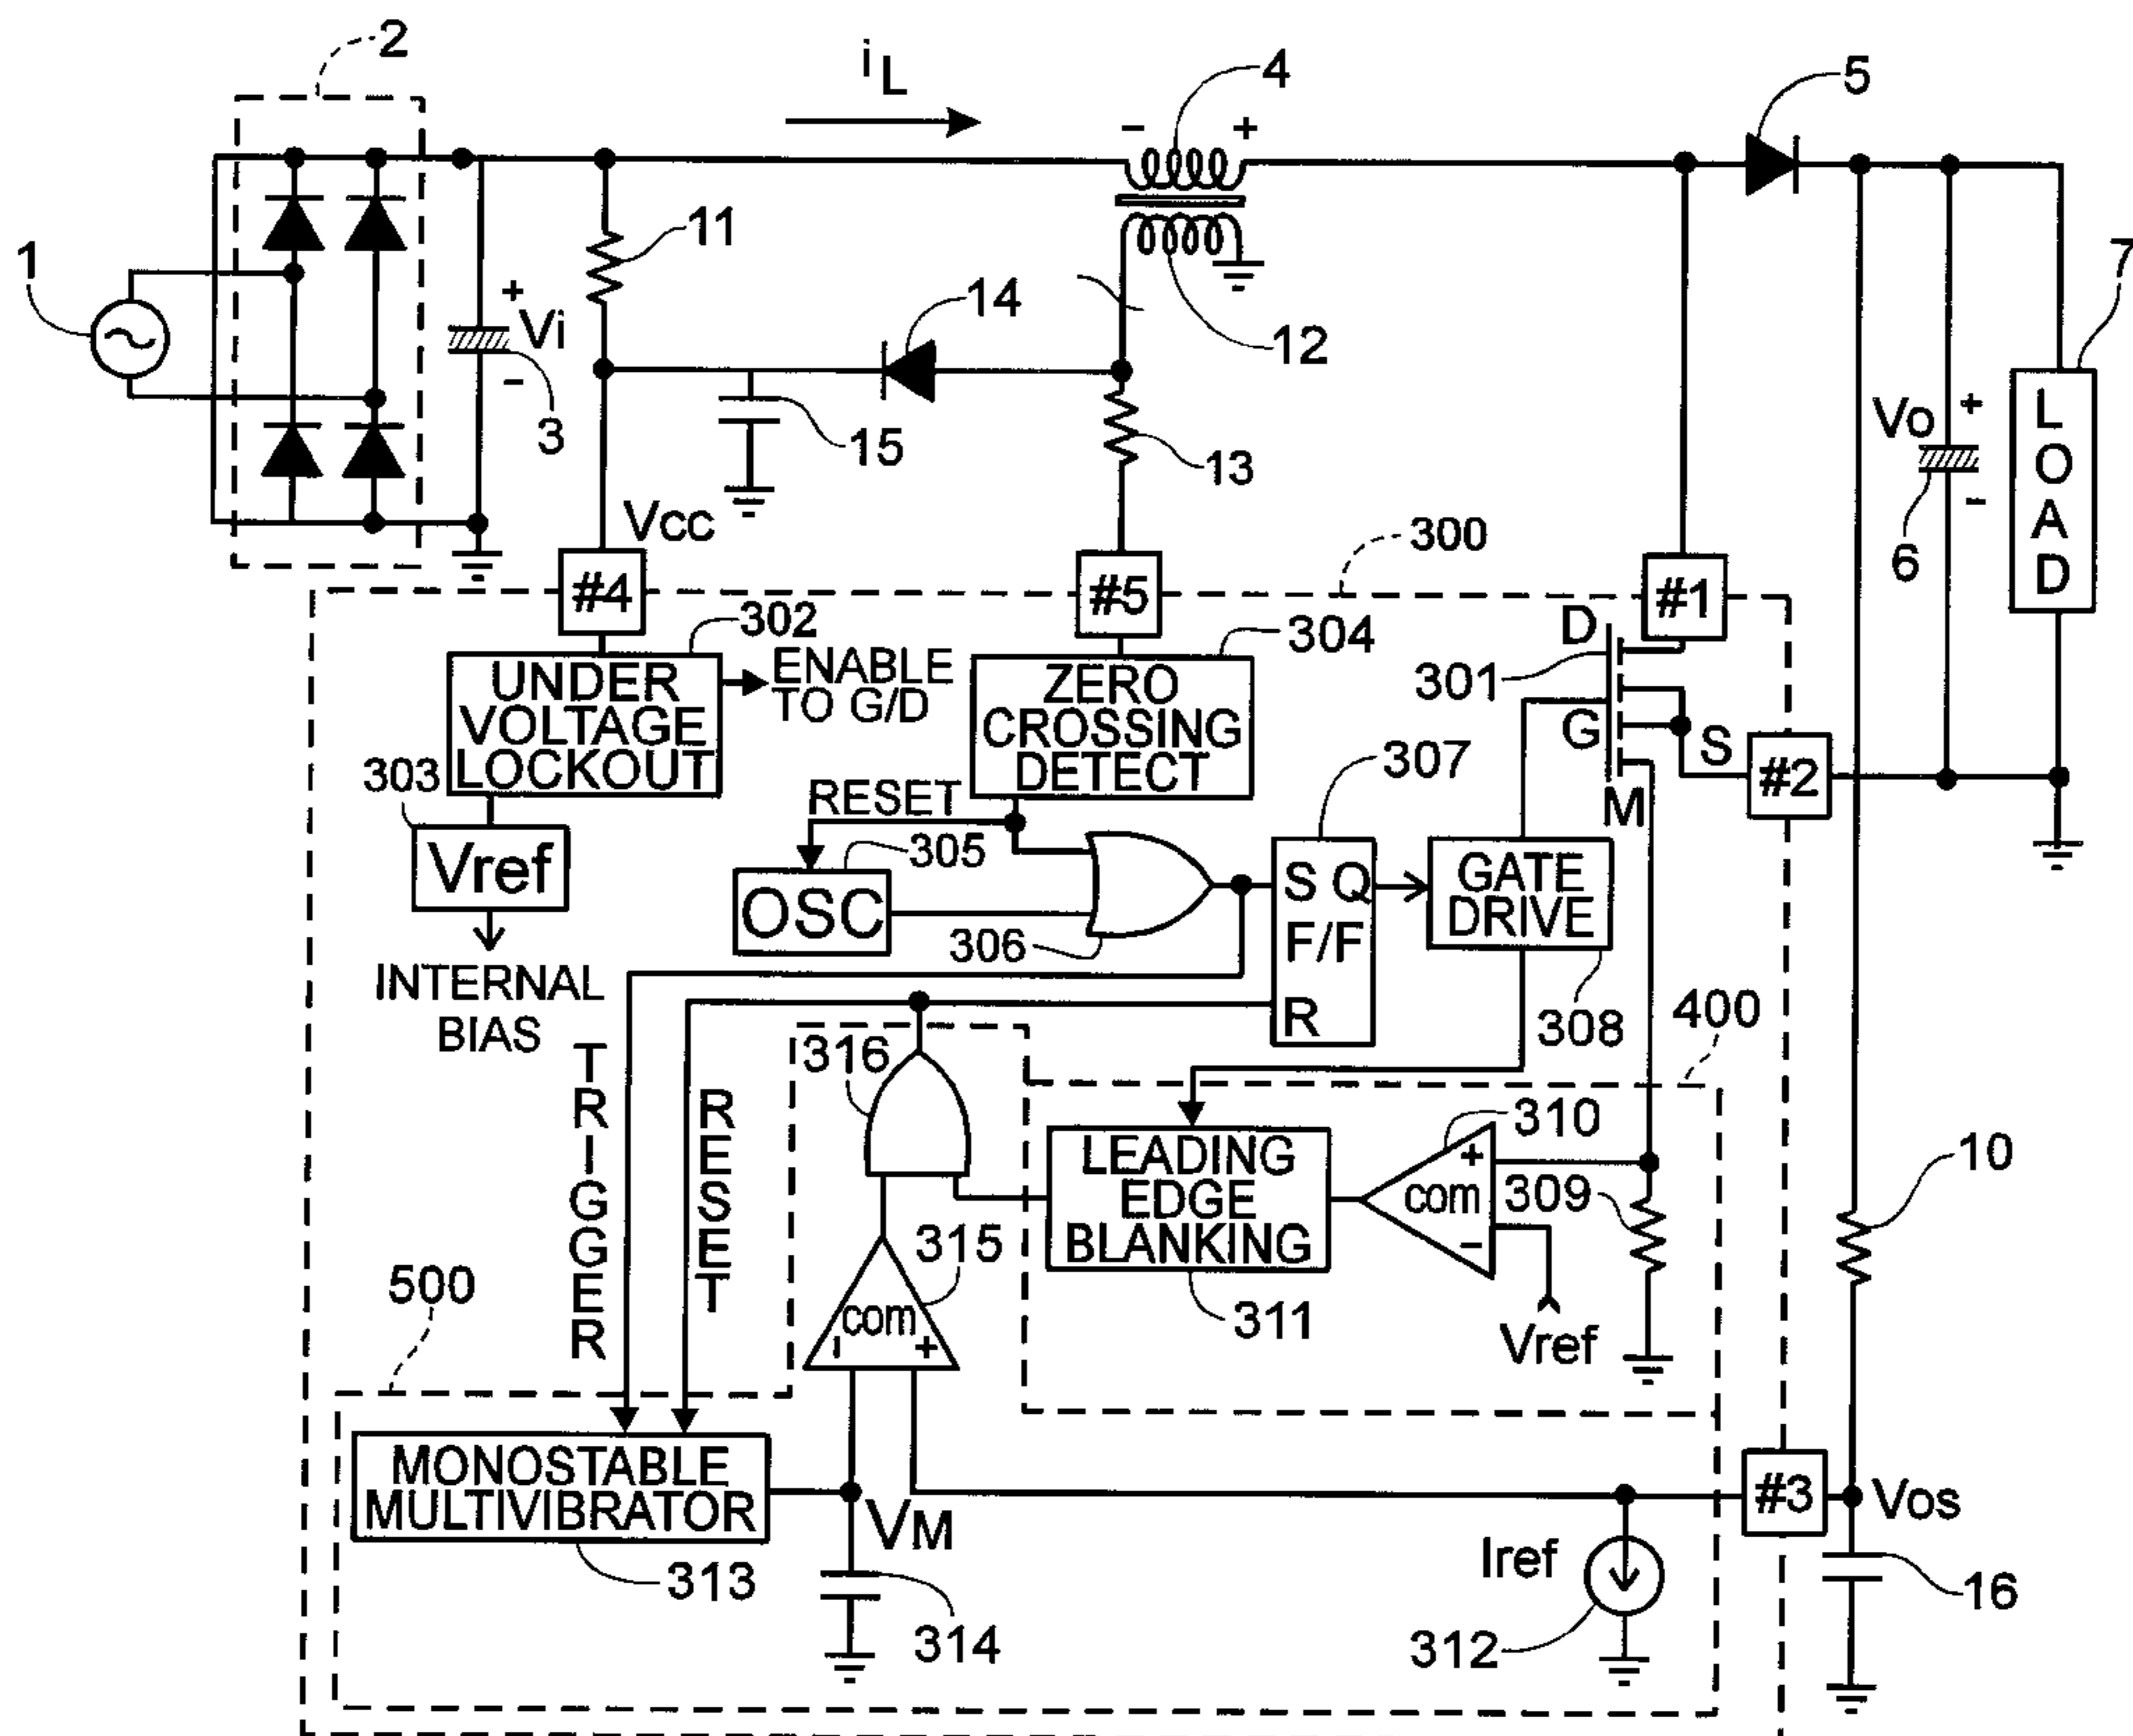 2
iL
4
5
- +
1
11
+
Vi
-
3
14
12
7
15
13
Vo
+
-
6
LOAD
Vcc
300
#4
#5
#1
302
304
D
301
G
S
M
#2
UNDER
VOLTAGE
LOCKOUT
ENABLE
TO G/D
ZERO
CROSSING
DETECT
303
Vref
INTERNAL
BIAS
RESET
305
OSC
306
307
S Q
F/F
R
GATE
DRIVE
308
400
316
TRIGGER
RESET
LEADING
EDGE
BLANKING
311
310
+
com
-
309
Vref
10
315
com
- +
500
MONOSTABLE
MULTIVIBRATOR
313
VM
314
Iref
312
#3
Vos
16